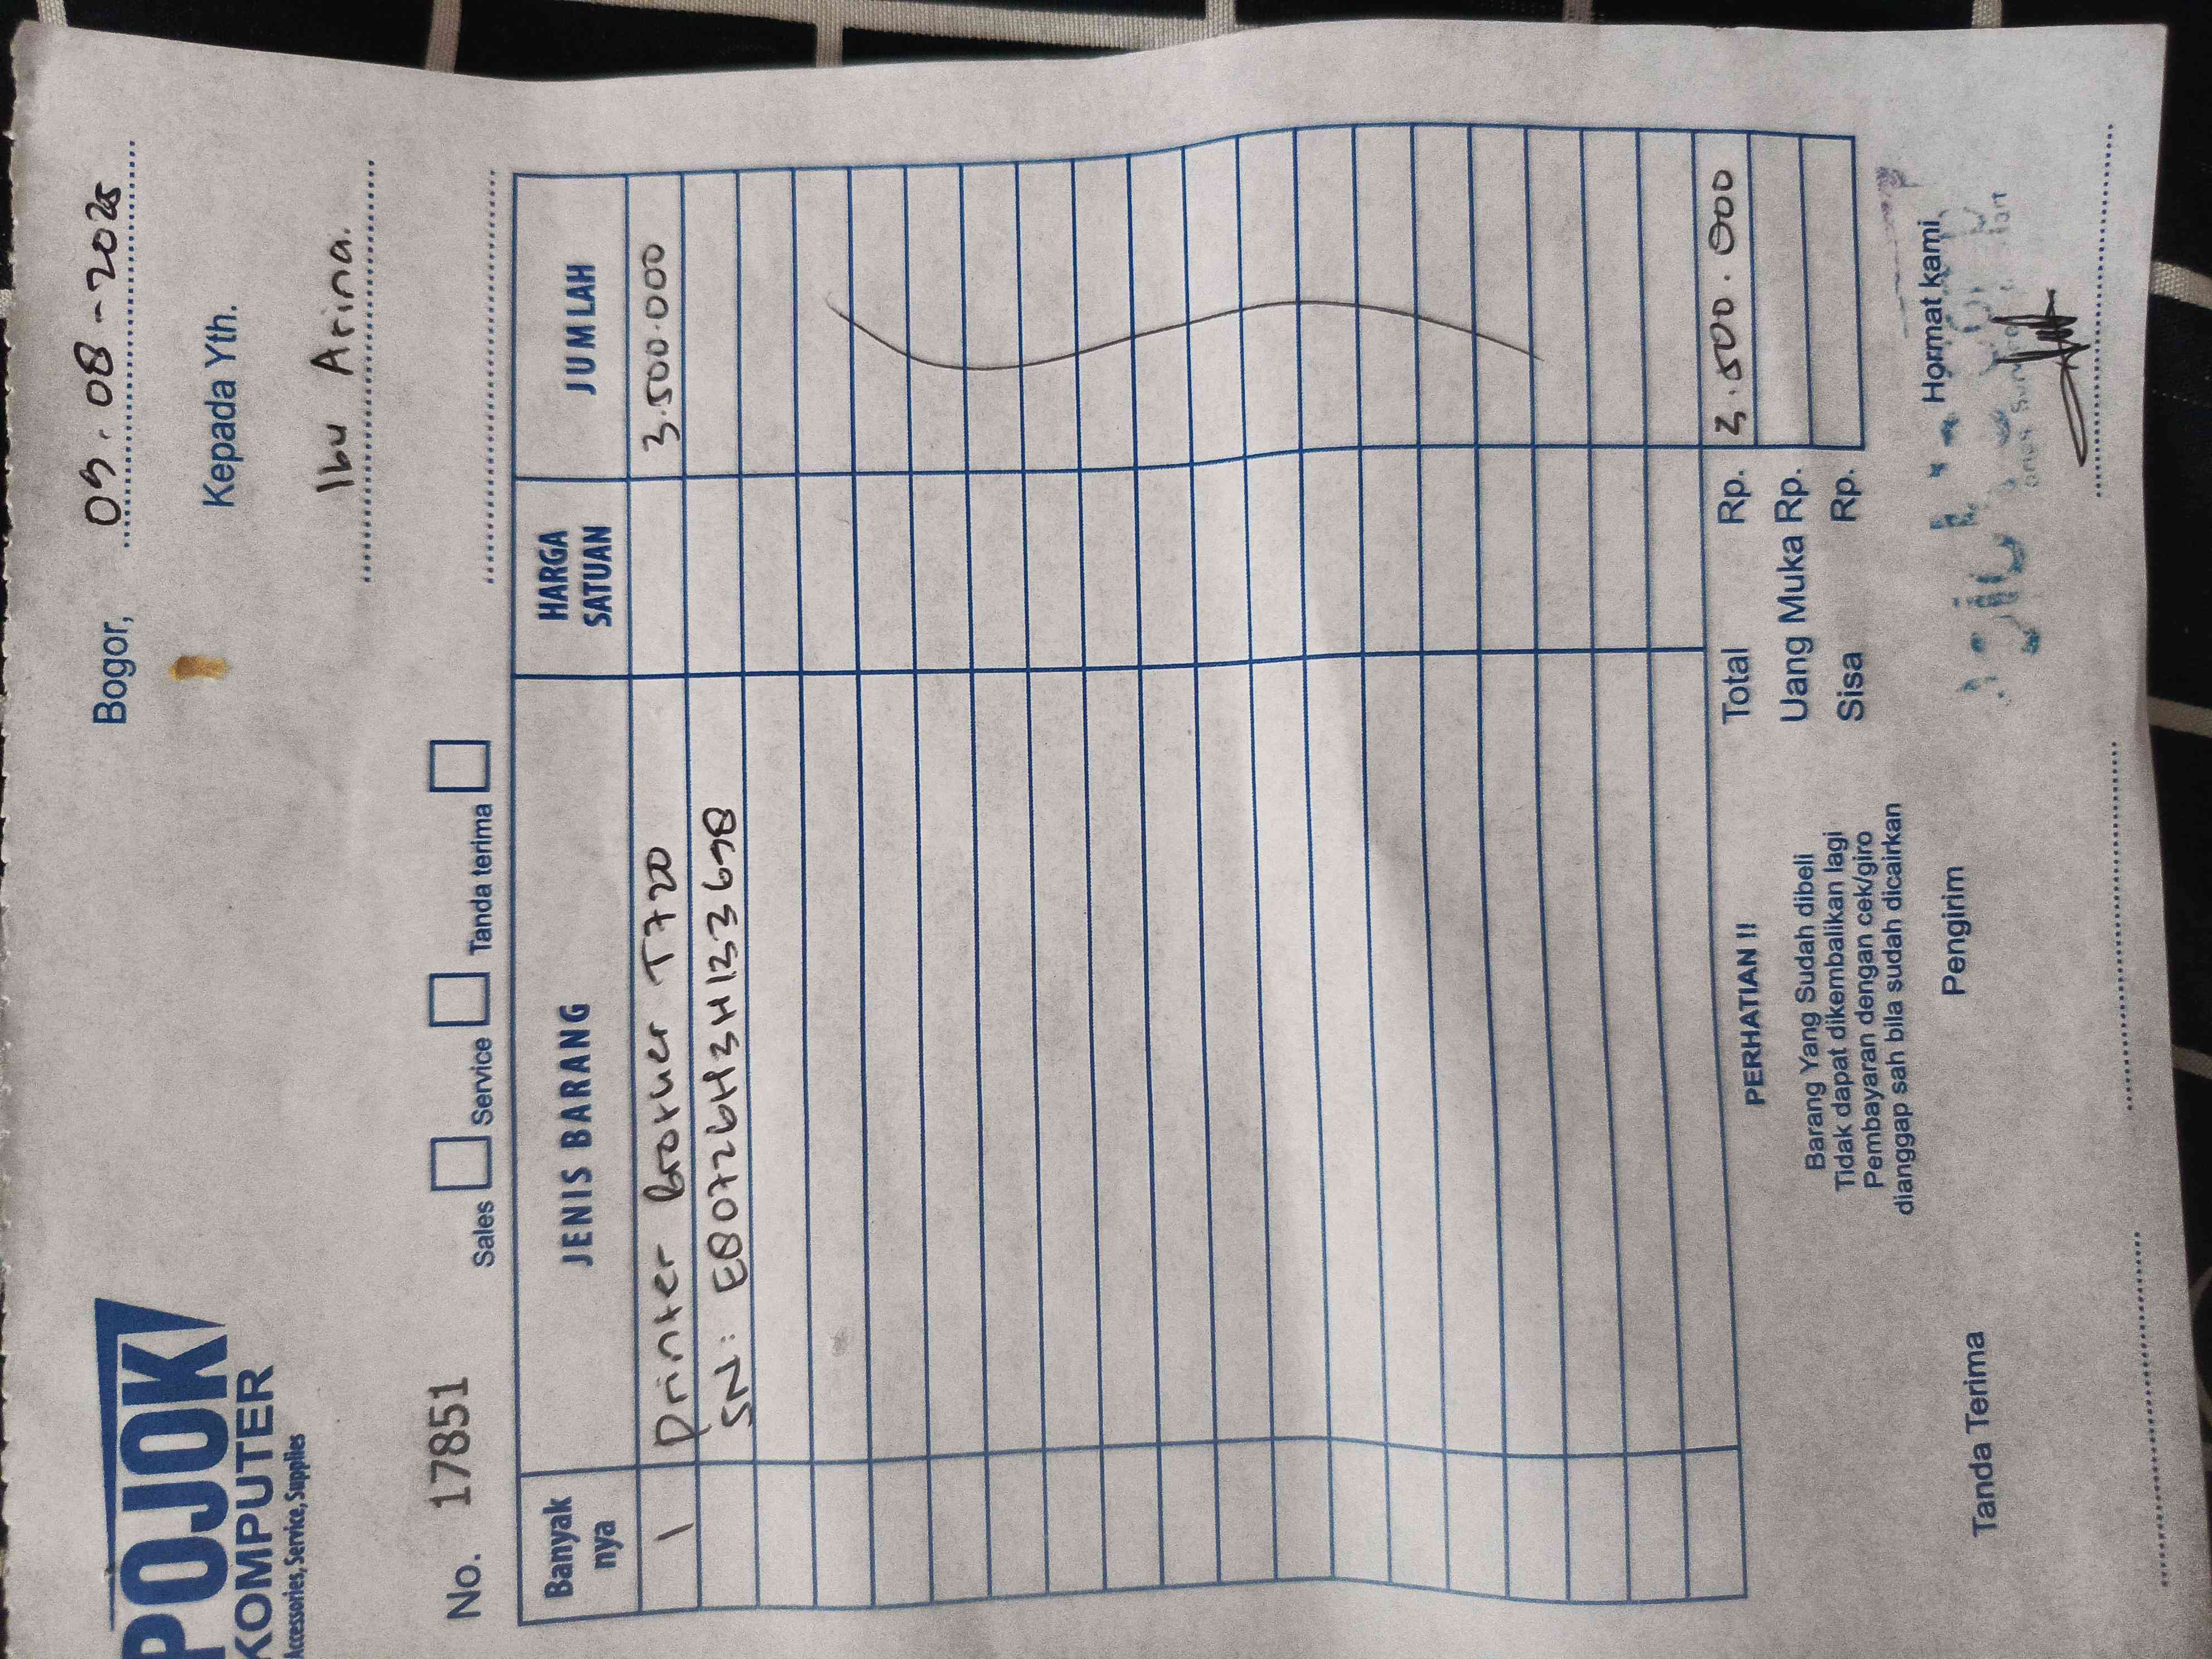 POJOK
KOMPUTER
Accessories, Service, Supplies
Bogor, 09.08-2025
Kepada Yth.
Ibu Arina.
No. 17851
Sales Service Tanda terima
Banyak nya JENIS BARANG HARGA SATUAN JUMLAH
1 Printer Brother T720 3.500.000
SN: E80726H3H123698
Total Rp. 3.500.000
Uang Muka Rp.
Sisa Rp.
PERHATIAN !!
Barang Yang Sudah dibeli
Tidak dapat dikembalikan lagi
Pembayaran dengan cek/giro
dianggap sah bila sudah dicairkan
Tanda Terima Pengirim Hormat kami,